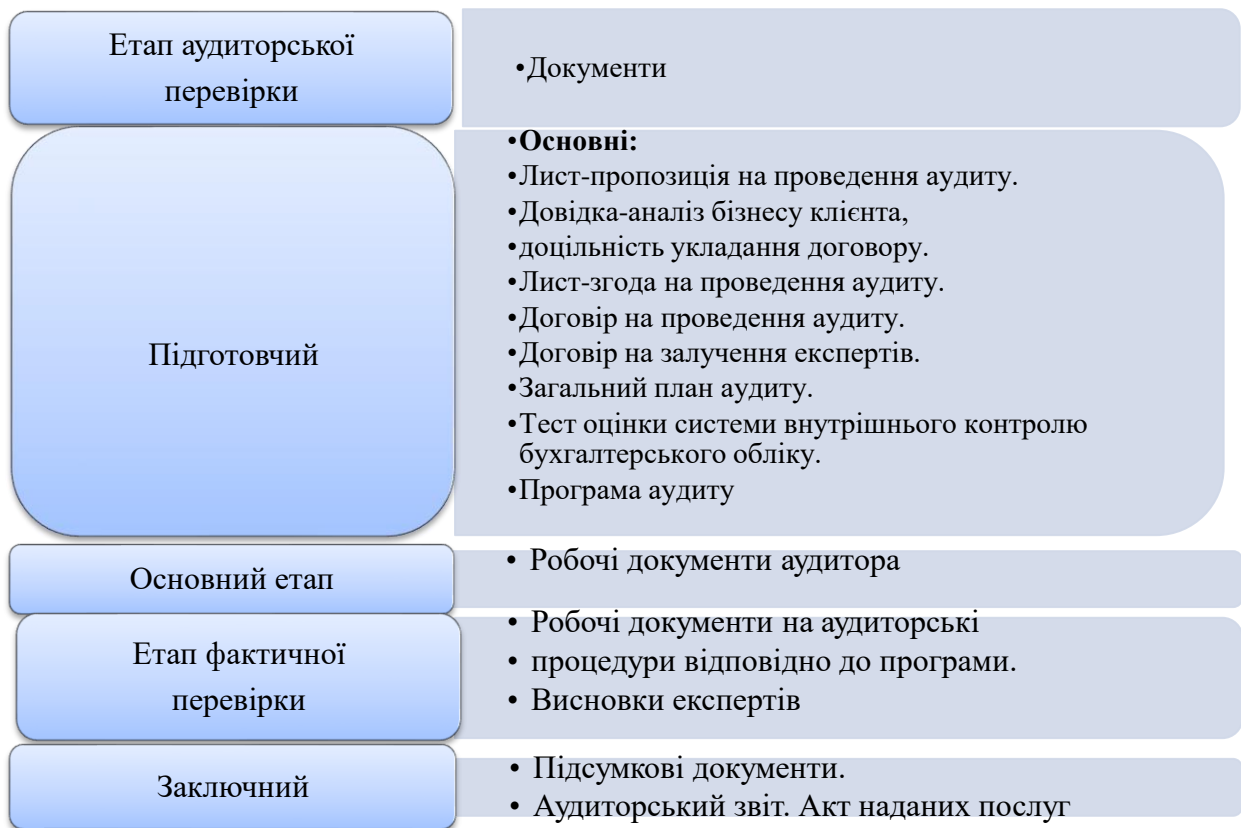 Етап аудиторської
перевірки
•Документи
Підготовчий
•Основні:
•Лист-пропозиція на проведення аудиту.
•Довідка-аналіз бізнесу клієнта,
•доцільність укладання договору.
•Лист-згода на проведення аудиту.
•Договір на проведення аудиту.
•Договір на залучення експертів.
•Загальний план аудиту.
•Тест оцінки системи внутрішнього контролю
бухгалтерського обліку.
•Програма аудиту
Основний етап
• Робочі документи аудитора
Етап фактичної
перевірки
• Робочі документи на аудиторські
• процедури відповідно до програми.
• Висновки експертів
Заключний
• Підсумкові документи.
• Аудиторський звіт. Акт наданих послуг